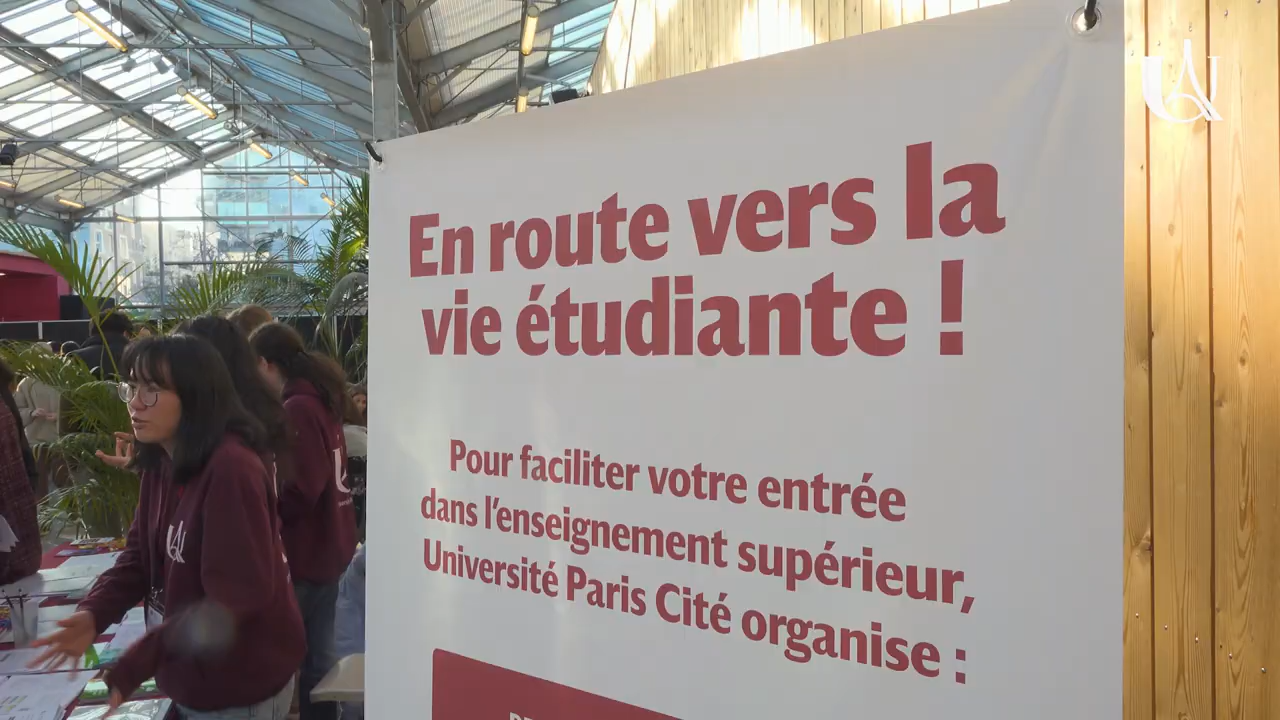 En route vers la
vie étudiante !
Pour faciliter votre entrée
dans l’enseignement supérieur,
Université Paris Cité organise :